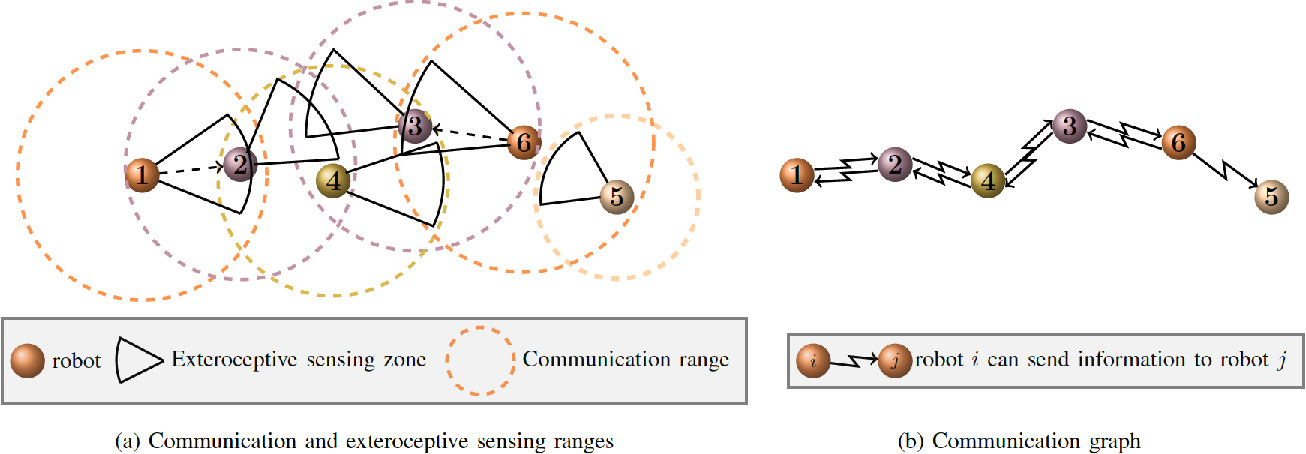 1
2
3
4
5
6
robot
Exteroceptive sensing zone
Communication range
(a) Communication and exteroceptive sensing ranges
1
2
3
4
5
6
i
j
robot i can send information to robot j
(b) Communication graph